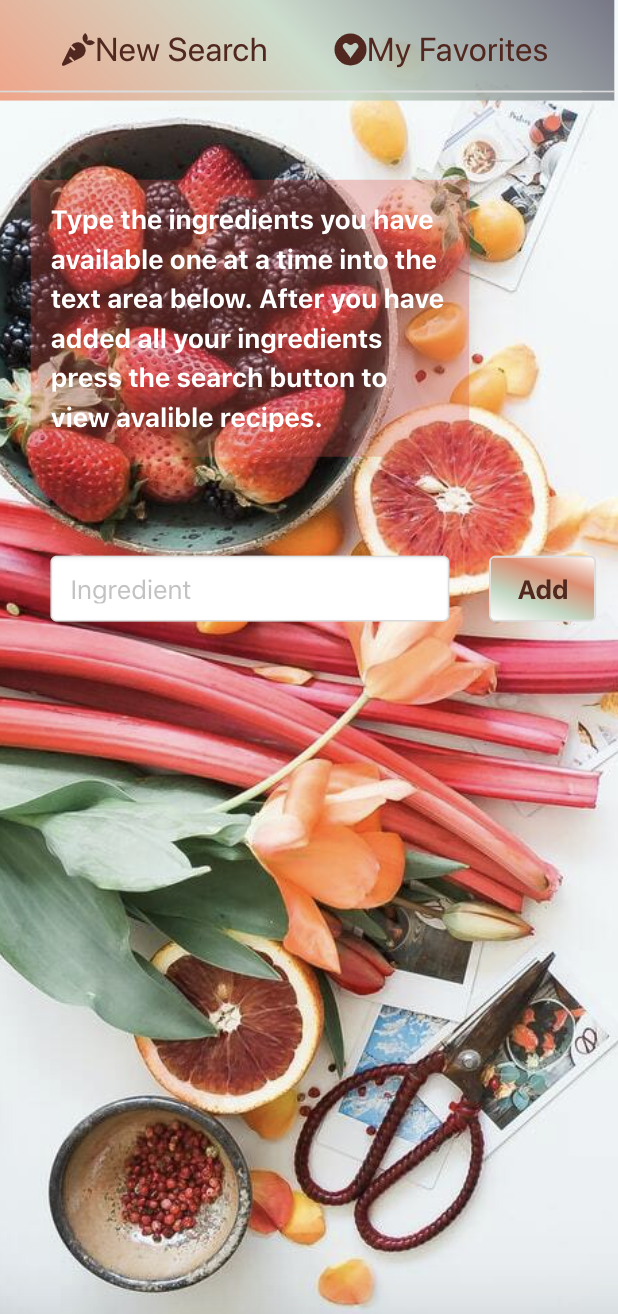 New Search
My Favorites
Type the ingredients you have
available one at a time into the
text area below. After you have
added all your ingredients
press the search button to
view avalible recipes.
Ingredient
Add